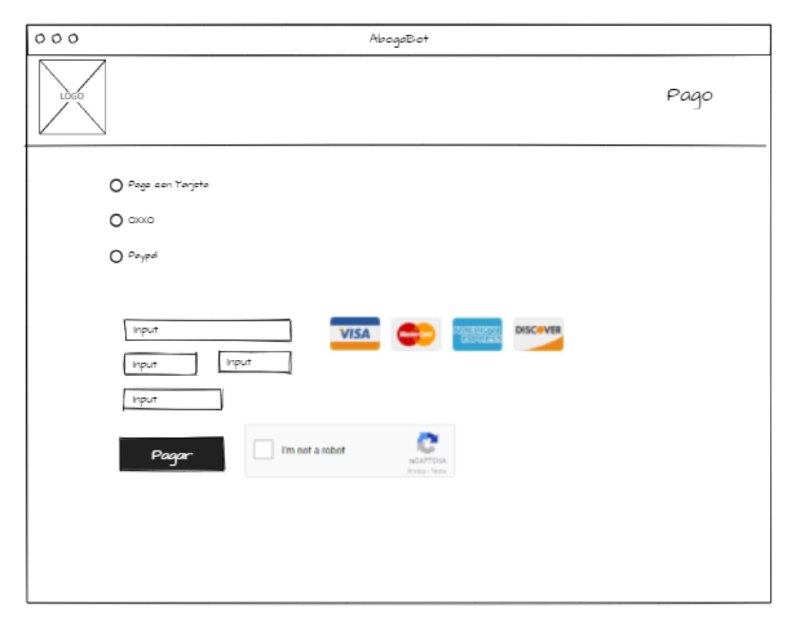 AbogaBot
LOGO
Pago
Pago con Tarjeta
OXXO
Paypal
Input
VISA
MasterCard
AMERICAN EXPRESS
DISCOVER
Input
Input
Input
Pagar
I'm not a robot
reCAPTCHA
Privacy - Terms